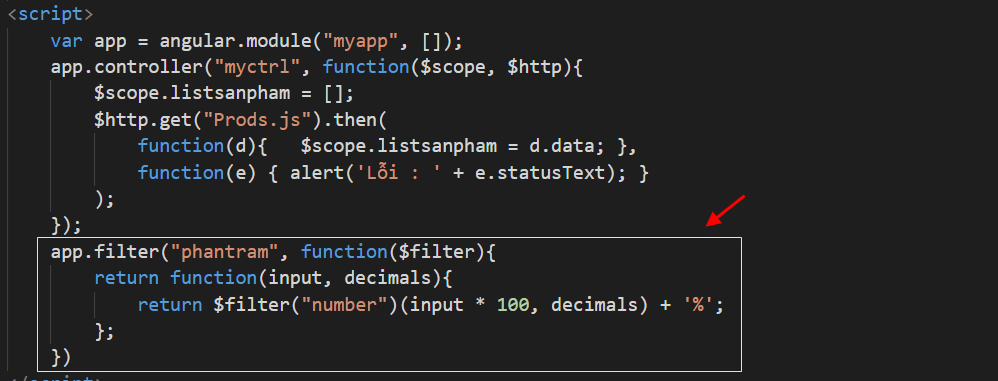 <script>
var app = angular.module("myapp", []);
app.controller("myctrl", function($scope, $http){
$scope.listsanpham = [];
$http.get("Prods.js").then(
function(d){   $scope.listsanpham = d.data; },
function(e) { alert('Lỗi : ' + e.statusText); }
);
});
app.filter("phantram", function($filter){
return function(input, decimals){
return $filter("number")(input * 100, decimals) + '%';
};
})
</script>